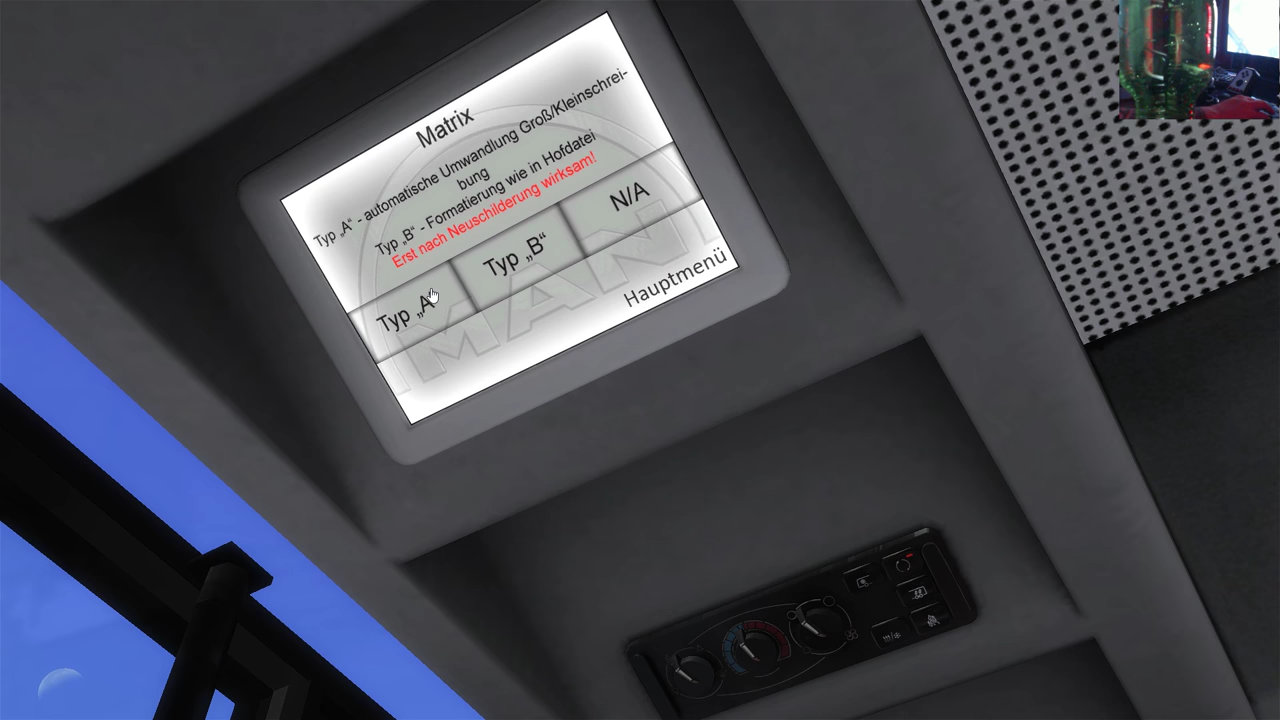 Matrix
Typ „A“ - automatische Umwandlung Groß/Kleinschrei-
bung
Typ „B“ - Formatierung wie in Hofdatei
Erst nach Neuschilderung wirksam!
Typ „A“
Typ „B“
N/A
MAN
Hauptmenü